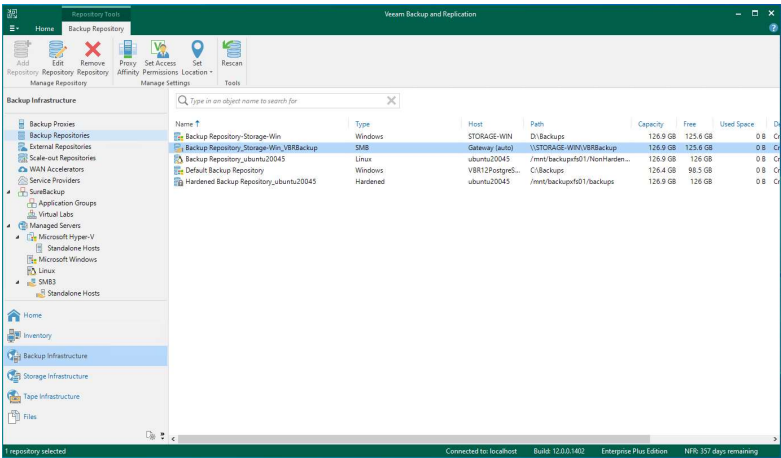 Repository Tools
Veeam Backup and Replication
Home Backup Repository
Add Repository
Edit Repository
Remove Repository
Proxy Affinity
Set Access Permissions
Set Location
Rescan
Manage Repository
Manage Settings
Tools
Backup Infrastructure
Type in an object name to search for
Backup Proxies
Backup Repositories
External Repositories
Scale-out Repositories
WAN Accelerators
Service Providers
SureBackup
Application Groups
Virtual Labs
Managed Servers
Microsoft Hyper-V
Standalone Hosts
Microsoft Windows
Linux
SMB3
Standalone Hosts
Home
Inventory
Backup Infrastructure
Storage Infrastructure
Tape Infrastructure
Files
Name Type Host Path Capacity Free Used Space De
Backup Repository-Storage-Win Windows STORAGE-WIN D:\Backups 126.9 GB 125.6 GB 0 B Cr
Backup Repository_Storage-Win_VBRBackup SMB Gateway (auto) \\STORAGE-WIN\VBRBackup 126.9 GB 125.6 GB 0 B Cr
Backup Repository_ubuntu20045 Linux ubuntu20045 /mnt/backupxfs01/NonHarden... 126.9 GB 126 GB 0 B Cr
Default Backup Repository Windows VBR12PostgreS... C:\Backups 126.4 GB 98.5 GB 0 B Cr
Hardened Backup Repository_ubuntu20045 Hardened ubuntu20045 /mnt/backupxfs01/backups 126.9 GB 126 GB 0 B Cr
1 repository selected
Connected to: localhost Build: 12.0.0.1402 Enterprise Plus Edition NFR: 357 days remaining